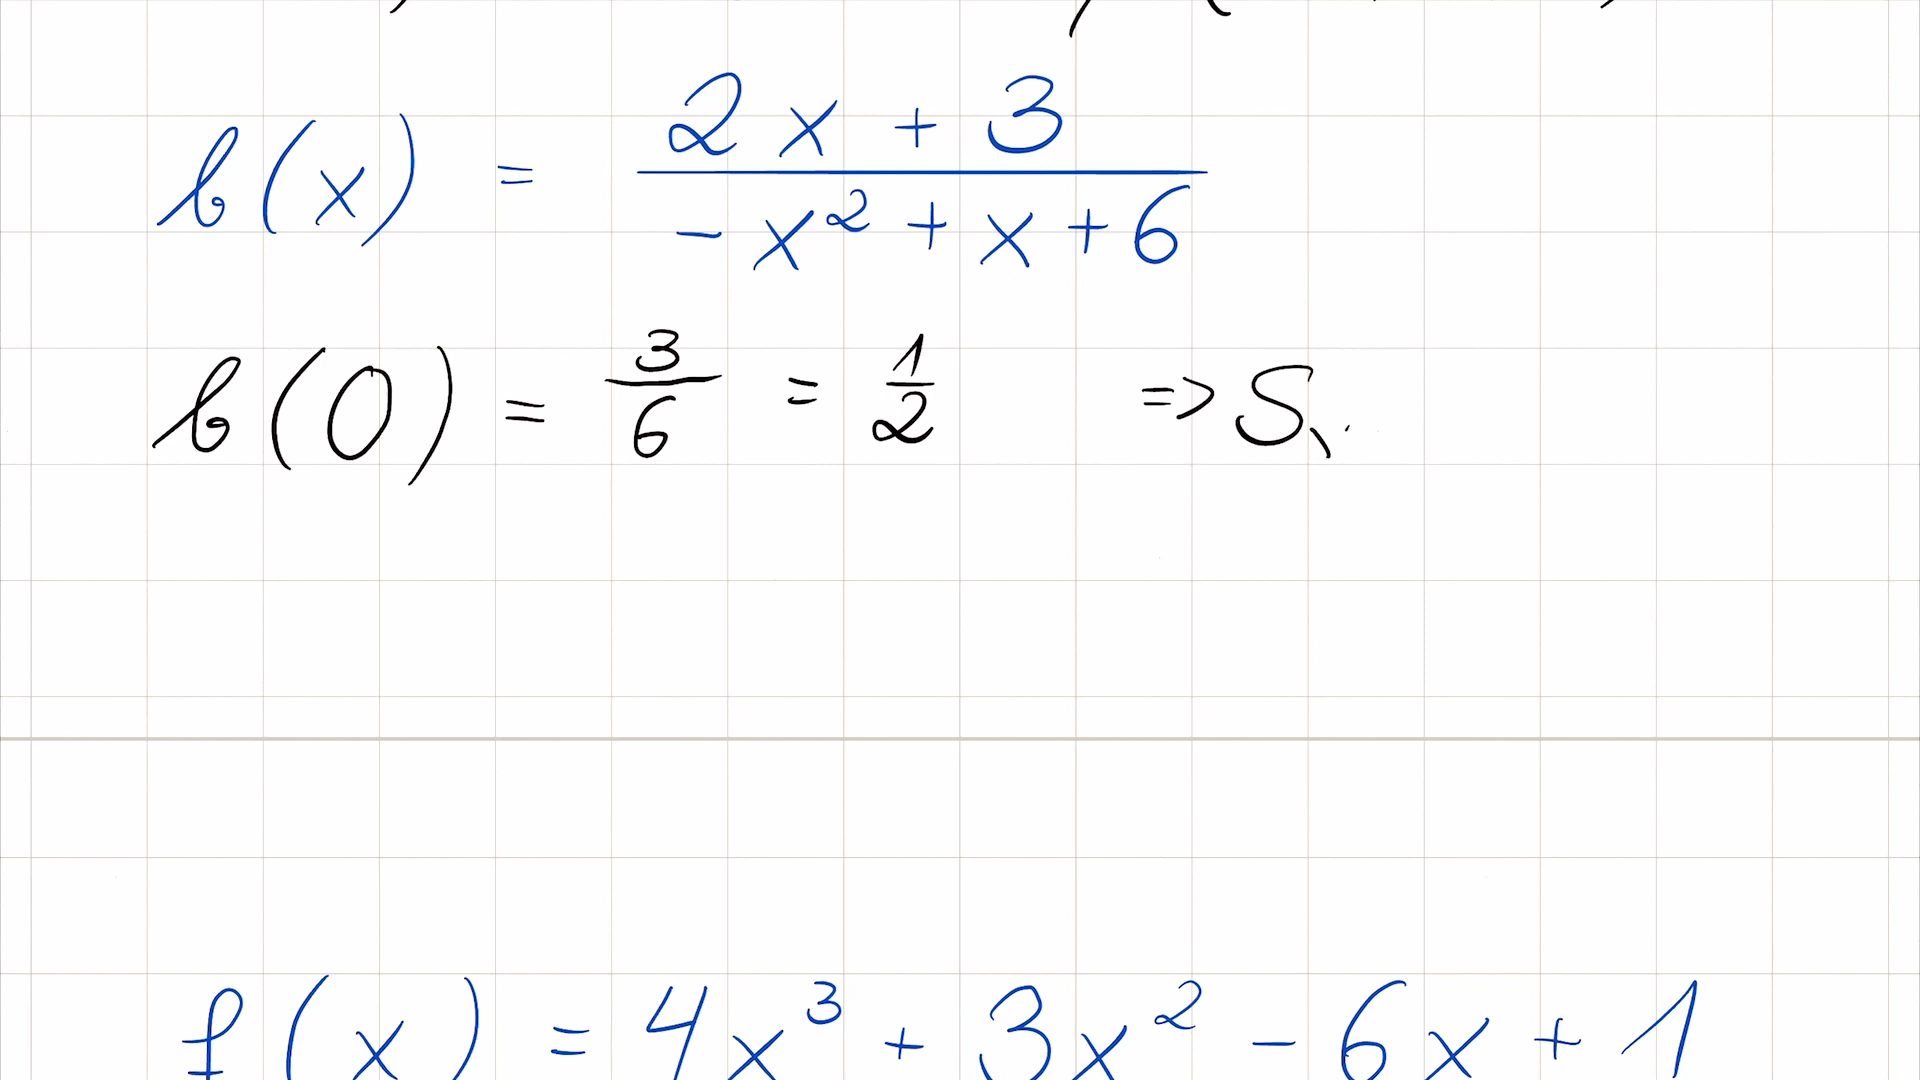 b(x) = (2x + 3)/(-x² + x + 6)
b(0) = 3/6 = 1/2 => S
f(x) = 4x³ + 3x² - 6x + 1